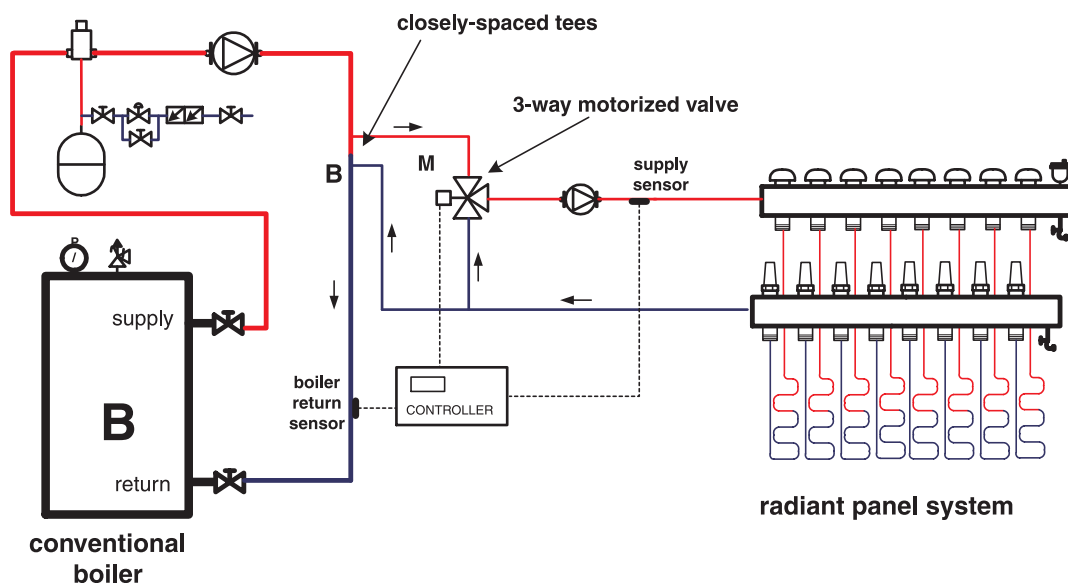 closely-spaced tees
3-way motorized valve
B
M
supply
sensor
P
supply
boiler
return
sensor
CONTROLLER
B
return
radiant panel system
conventional
boiler